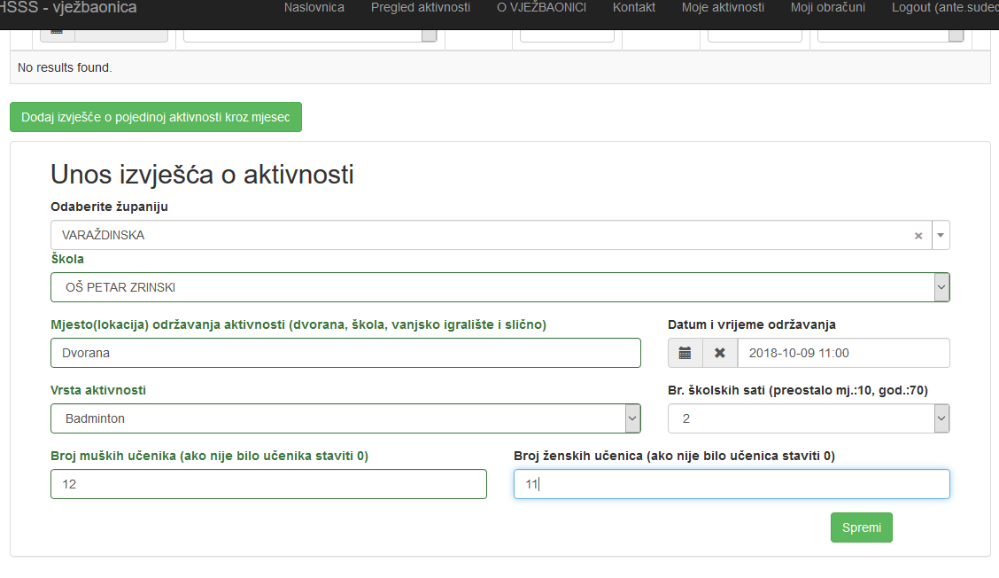 HSSS - vježbaonica Naslovnica Pregled aktivnosti O VJEŽBAONICI Kontakt Moje aktivnosti Moji obračuni Logout (ante.sudec
No results found.
Dodaj izvješće o pojedinoj aktivnosti kroz mjesec
Unos izvješća o aktivnosti
Odaberite županiju
VARAŽDINSKA
Škola
OŠ PETAR ZRINSKI
Mjesto(lokacija) održavanja aktivnosti (dvorana, škola, vanjsko igralište i slično) Datum i vrijeme održavanja
Dvorana 2018-10-09 11:00
Vrsta aktivnosti Br. školskih sati (preostalo mj.:10, god.:70)
Badminton 2
Broj muških učenika (ako nije bilo učenika staviti 0) Broj ženskih učenica (ako nije bilo učenica staviti 0)
12 11
Spremi